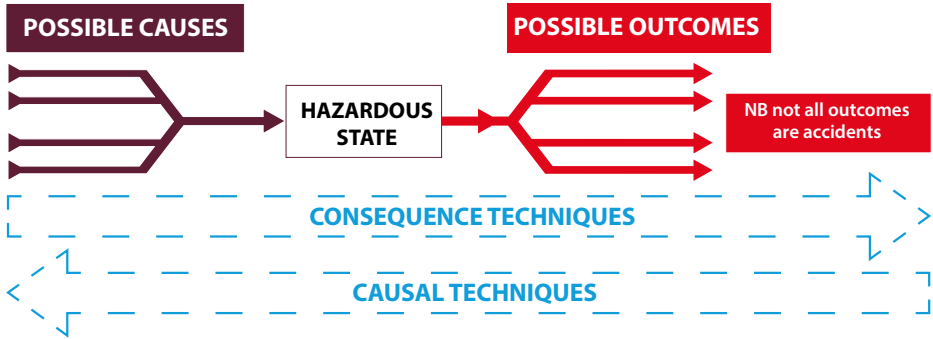 POSSIBLE CAUSES
POSSIBLE OUTCOMES
HAZARDOUS
STATE
NB not all outcomes
are accidents
CONSEQUENCE TECHNIQUES
CAUSAL TECHNIQUES